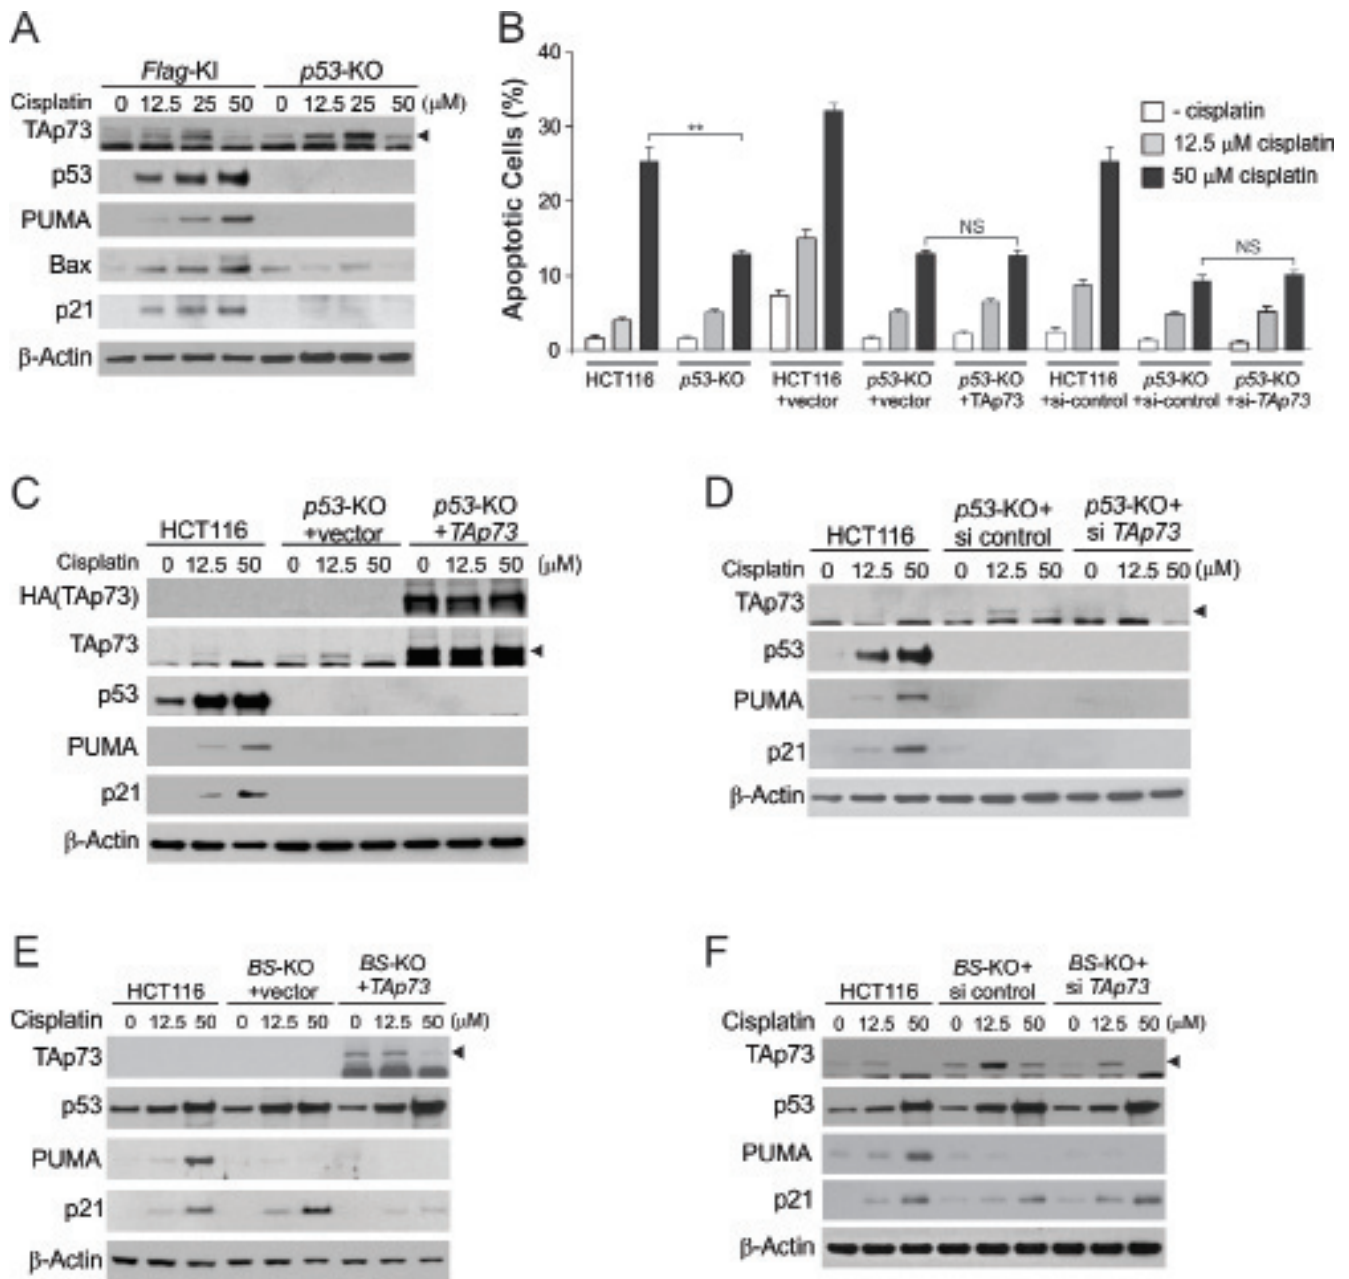 A
Flag-KI p53-KO
Cisplatin 0 12.5 25 50 0 12.5 25 50 (μM)
TAp73
p53
PUMA
Bax
p21
β-Actin
B
Apoptotic Cells (%)
40
30
20
10
0
**
NS
NS
- cisplatin
12.5 μM cisplatin
50 μM cisplatin
HCT116 p53-KO HCT116 p53-KO p53-KO HCT116 p53-KO p53-KO
+vector +vector +TAp73 +si-control +si-control +si-TAp73
C
HCT116 p53-KO p53-KO
+vector +TAp73
Cisplatin 0 12.5 50 0 12.5 50 0 12.5 50 (μM)
HA(TAp73)
TAp73
p53
PUMA
p21
β-Actin
D
HCT116 p53-KO+ p53-KO+
si control si TAp73
Cisplatin 0 12.5 50 0 12.5 50 0 12.5 50 (μM)
TAp73
p53
PUMA
p21
β-Actin
E
HCT116 BS-KO BS-KO
+vector +TAp73
Cisplatin 0 12.5 50 0 12.5 50 0 12.5 50 (μM)
TAp73
p53
PUMA
p21
β-Actin
F
HCT116 BS-KO+ BS-KO+
si control si TAp73
Cisplatin 0 12.5 50 0 12.5 50 0 12.5 50 (μM)
TAp73
p53
PUMA
p21
β-Actin